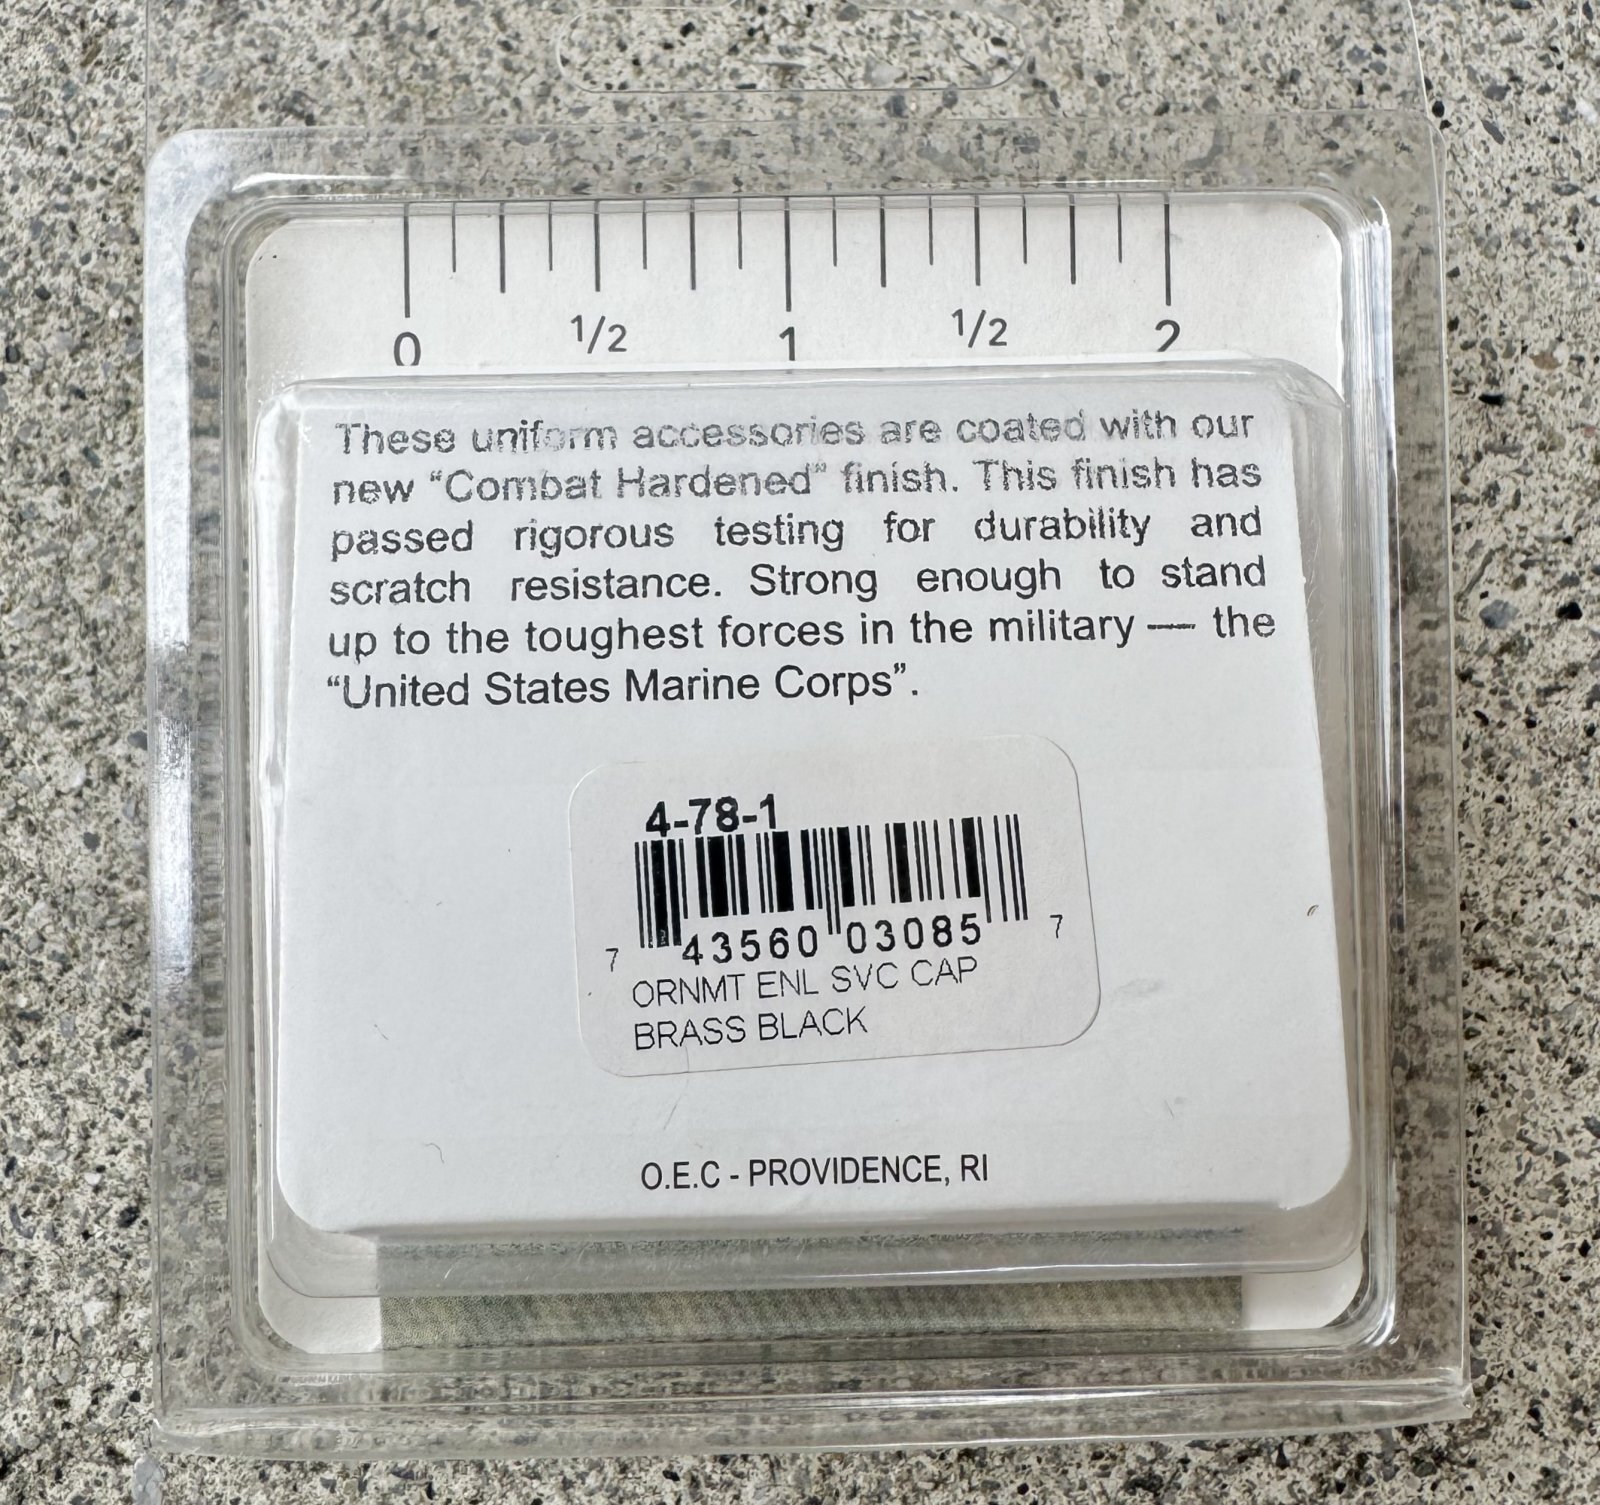 0 1/2 1 1/2 2
These uniform accessories are coated with our
new “Combat Hardened” finish. This finish has
passed rigorous testing for durability and
scratch resistance. Strong enough to stand
up to the toughest forces in the military — the
“United States Marine Corps”.
4-78-1
7 43560 03085 7
ORNMT ENL SVC CAP
BRASS BLACK
O.E.C - PROVIDENCE, RI